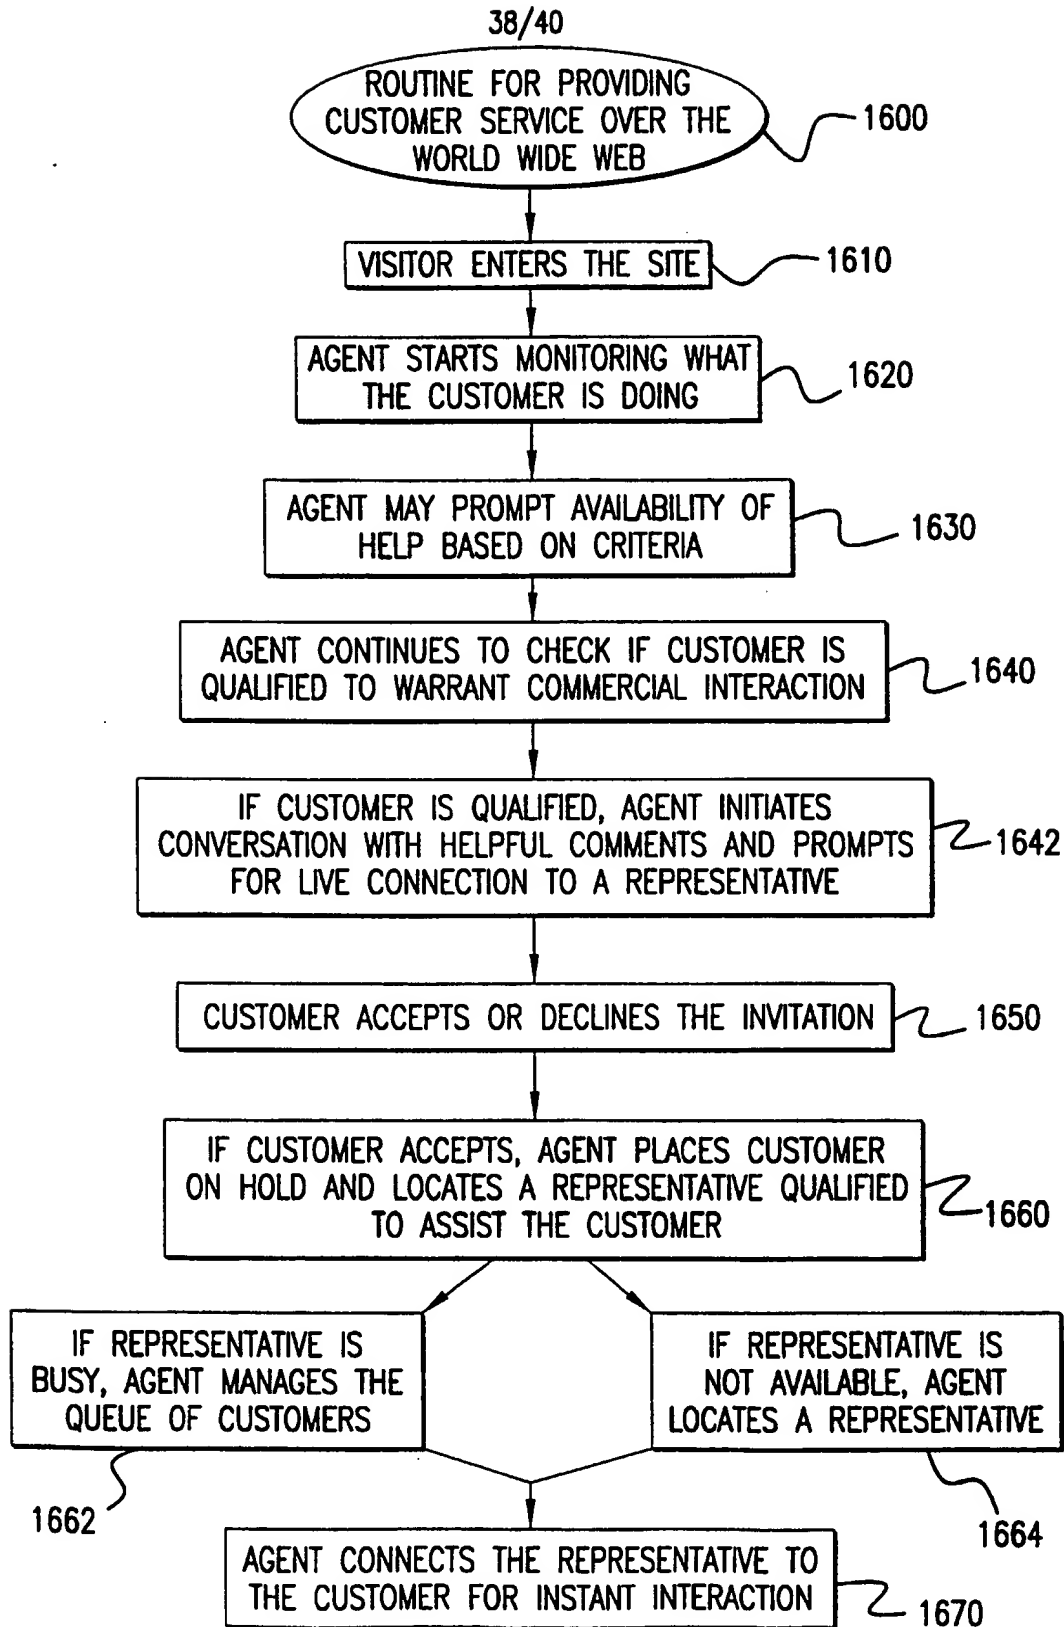 38/40
ROUTINE FOR PROVIDING
CUSTOMER SERVICE OVER THE
WORLD WIDE WEB
1600
VISITOR ENTERS THE SITE
1610
AGENT STARTS MONITORING WHAT
THE CUSTOMER IS DOING
1620
AGENT MAY PROMPT AVAILABILITY OF
HELP BASED ON CRITERIA
1630
AGENT CONTINUES TO CHECK IF CUSTOMER IS
QUALIFIED TO WARRANT COMMERCIAL INTERACTION
1640
IF CUSTOMER IS QUALIFIED, AGENT INITIATES
CONVERSATION WITH HELPFUL COMMENTS AND PROMPTS
FOR LIVE CONNECTION TO A REPRESENTATIVE
1642
CUSTOMER ACCEPTS OR DECLINES THE INVITATION
1650
IF CUSTOMER ACCEPTS, AGENT PLACES CUSTOMER
ON HOLD AND LOCATES A REPRESENTATIVE QUALIFIED
TO ASSIST THE CUSTOMER
1660
IF REPRESENTATIVE IS
BUSY, AGENT MANAGES THE
QUEUE OF CUSTOMERS
1662
IF REPRESENTATIVE IS
NOT AVAILABLE, AGENT
LOCATES A REPRESENTATIVE
1664
AGENT CONNECTS THE REPRESENTATIVE TO
THE CUSTOMER FOR INSTANT INTERACTION
1670